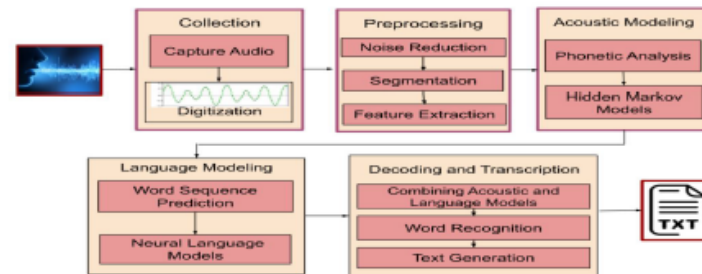 Collection
Capture Audio
Digitization
Preprocessing
Noise Reduction
Segmentation
Feature Extraction
Acoustic Modeling
Phonetic Analysis
Hidden Markov
Models
Language Modeling
Word Sequence
Prediction
Neural Language
Models
Decoding and Transcription
Combining Acoustic and
Language Models
Word Recognition
Text Generation
TXT